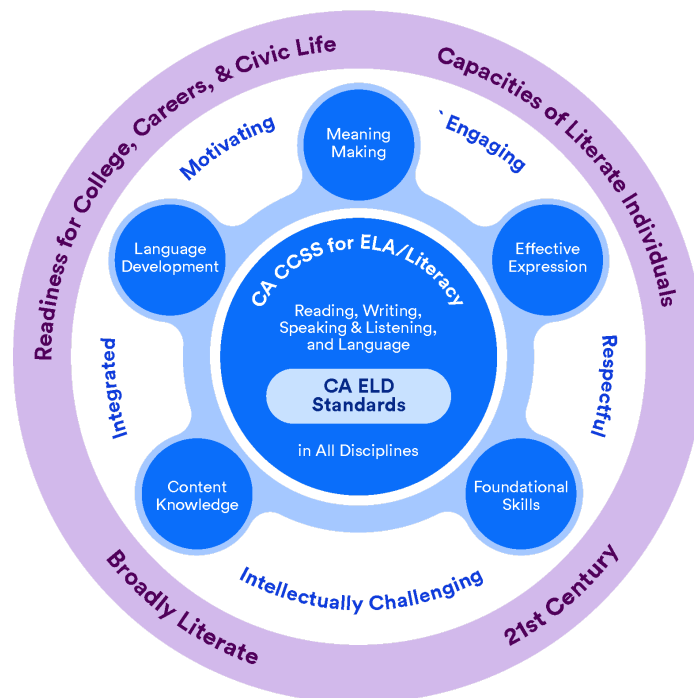 Readiness for College, Careers, & Civic Life
Capacities of Literate Individuals
Motivating
` Engaging
Meaning
Making
Language
Development
Effective
Expression
CA CCSS for ELA/Literacy
Reading, Writing,
Speaking & Listening,
and Language
CA ELD
Standards
in All Disciplines
Integrated
Respectful
Content
Knowledge
Foundational
Skills
Intellectually Challenging
Broadly Literate
21st Century